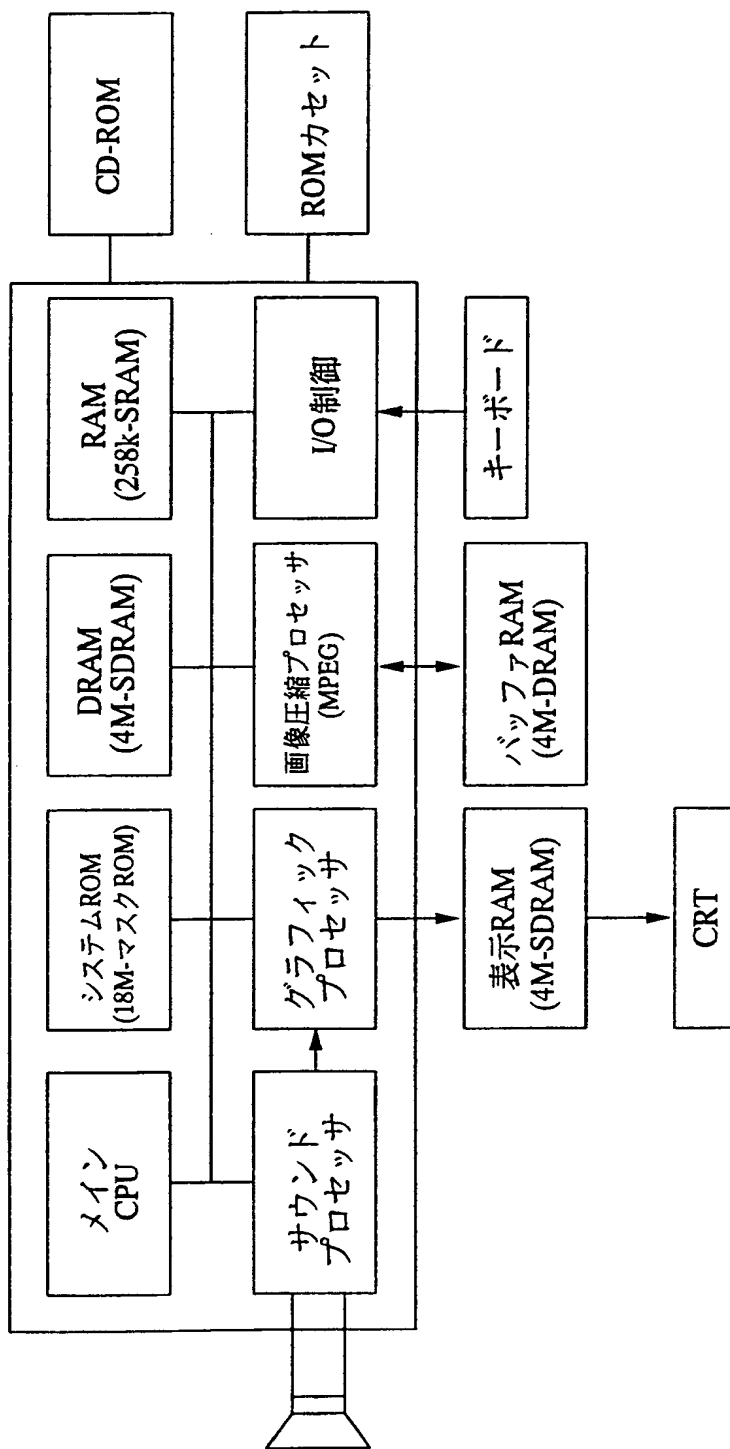 メイン
CPU
システムROM
(18M-マスクROM)
DRAM
(4M-SDRAM)
RAM
(258k-SRAM)
CD-ROM
サウンド
プロセッサ
グラフィック
プロセッサ
画像圧縮プロセッサ
(MPEG)
I/O制御
ROMカセット
表示RAM
(4M-SDRAM)
バッファRAM
(4M-DRAM)
キーボード
CRT